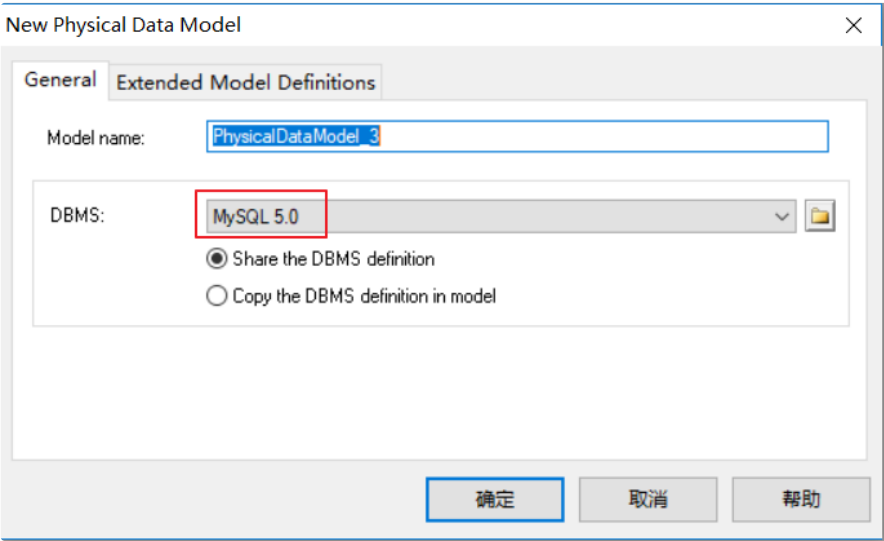 New Physical Data Model
General Extended Model Definitions
Model name: PhysicalDataModel_3
DBMS: MySQL 5.0
Share the DBMS definition
Copy the DBMS definition in model
确定 取消 帮助